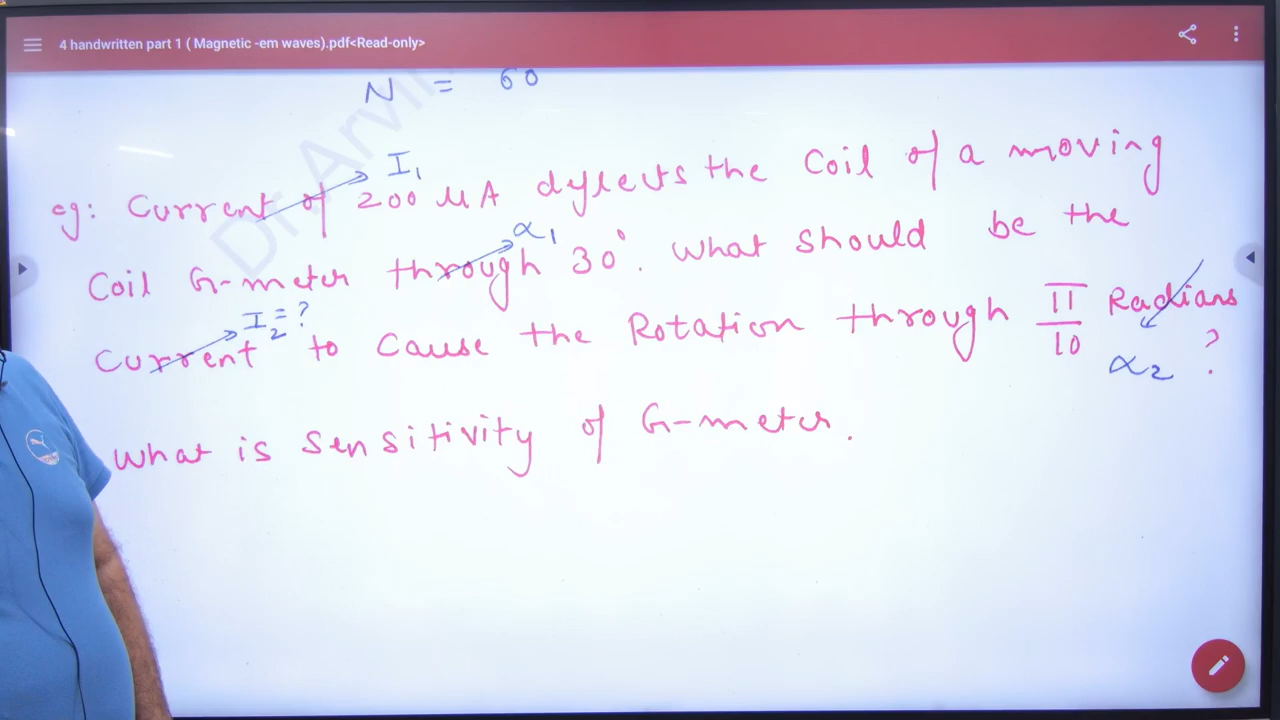 4 handwritten part 1 ( Magnetic -em waves).pdf<Read-only>
N = 60
I1
eg: Current of 200 μA deflects the Coil of a moving
α1
Coil G-meter through 30°. What should be the
I2 = ?
Current to cause the Rotation through π/10 Radians ?
α2
What is Sensitivity of G-meter.
Dr. Arvin